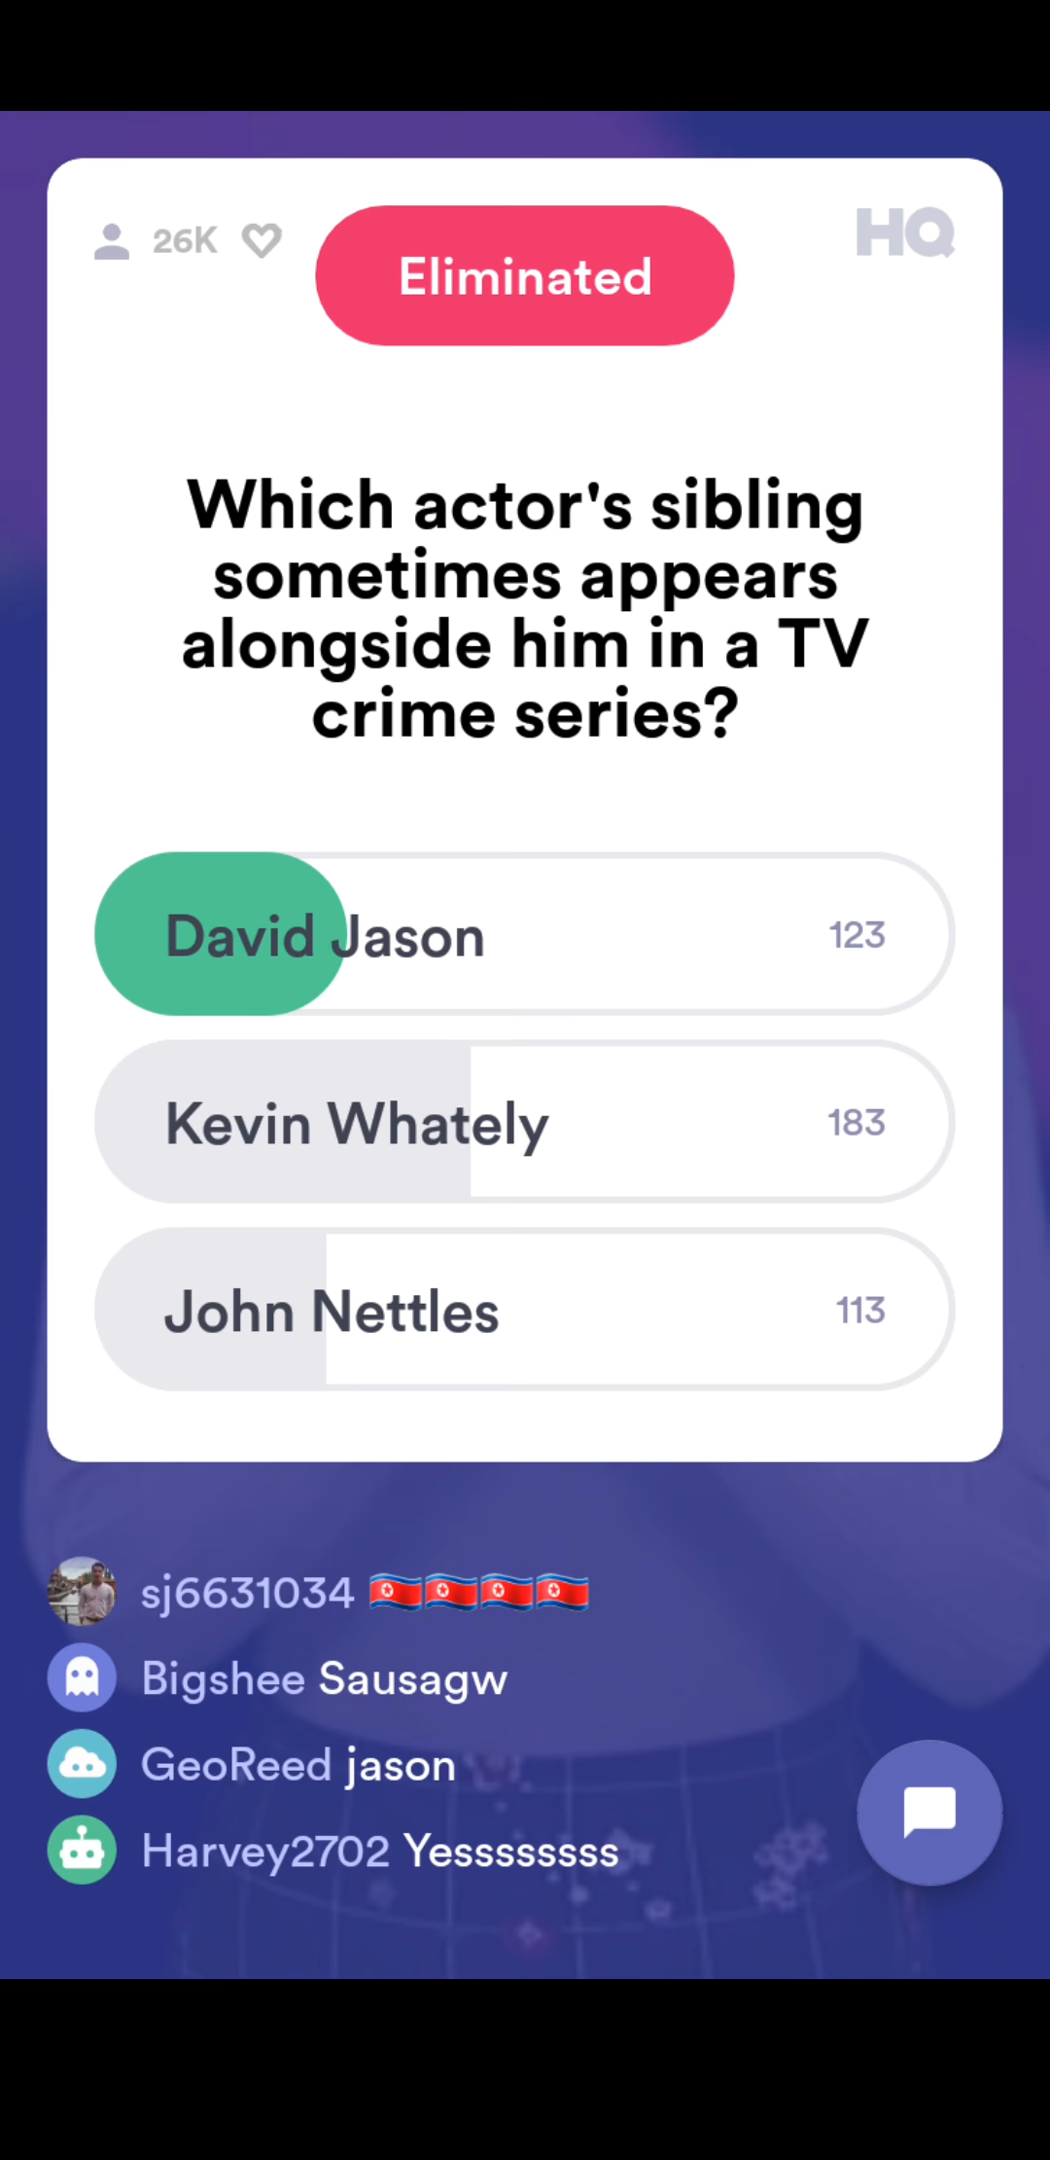 26K
Eliminated
HQ
Which actor's sibling
sometimes appears
alongside him in a TV
crime series?
David Jason 123
Kevin Whately 183
John Nettles 113
sj6631034 🇰🇵🇰🇵🇰🇵🇰🇵
Bigshee Sausagw
GeoReed jason
Harvey2702 Yessssssss